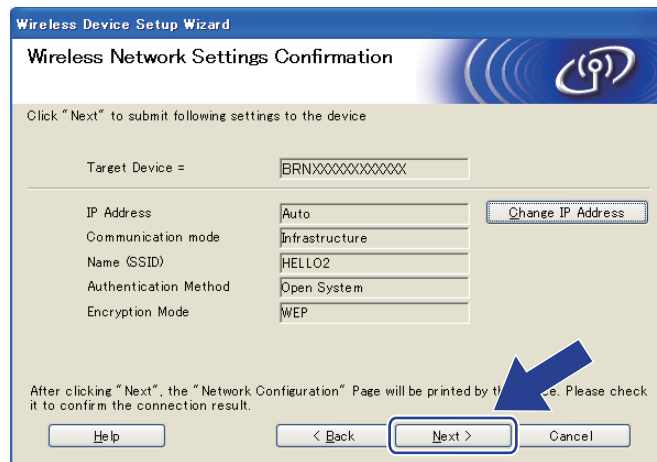 Wireless Device Setup Wizard
Wireless Network Settings Confirmation
Click "Next" to submit following settings to the device
Target Device = BRNXXXXXXXXXXXX
IP Address Auto Change IP Address
Communication mode Infrastructure
Name (SSID) HELLO2
Authentication Method Open System
Encryption Mode WEP
After clicking "Next", the "Network Configuration" Page will be printed by Please check
it to confirm the connection result.
Help < Back Next > Cancel